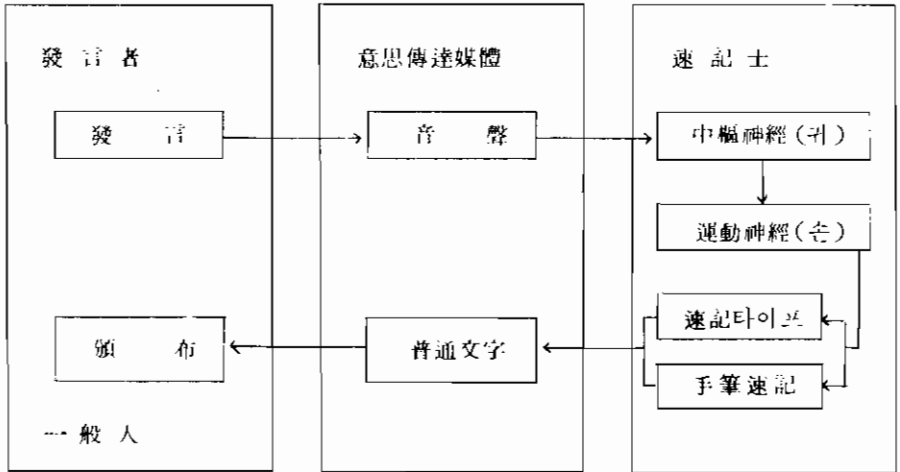 發言者
意思傳達媒體
速記士
發言
音聲
中樞神經(귀)
運動神經(손)
速記타이프
頒布
普通文字
手筆速記
一般人